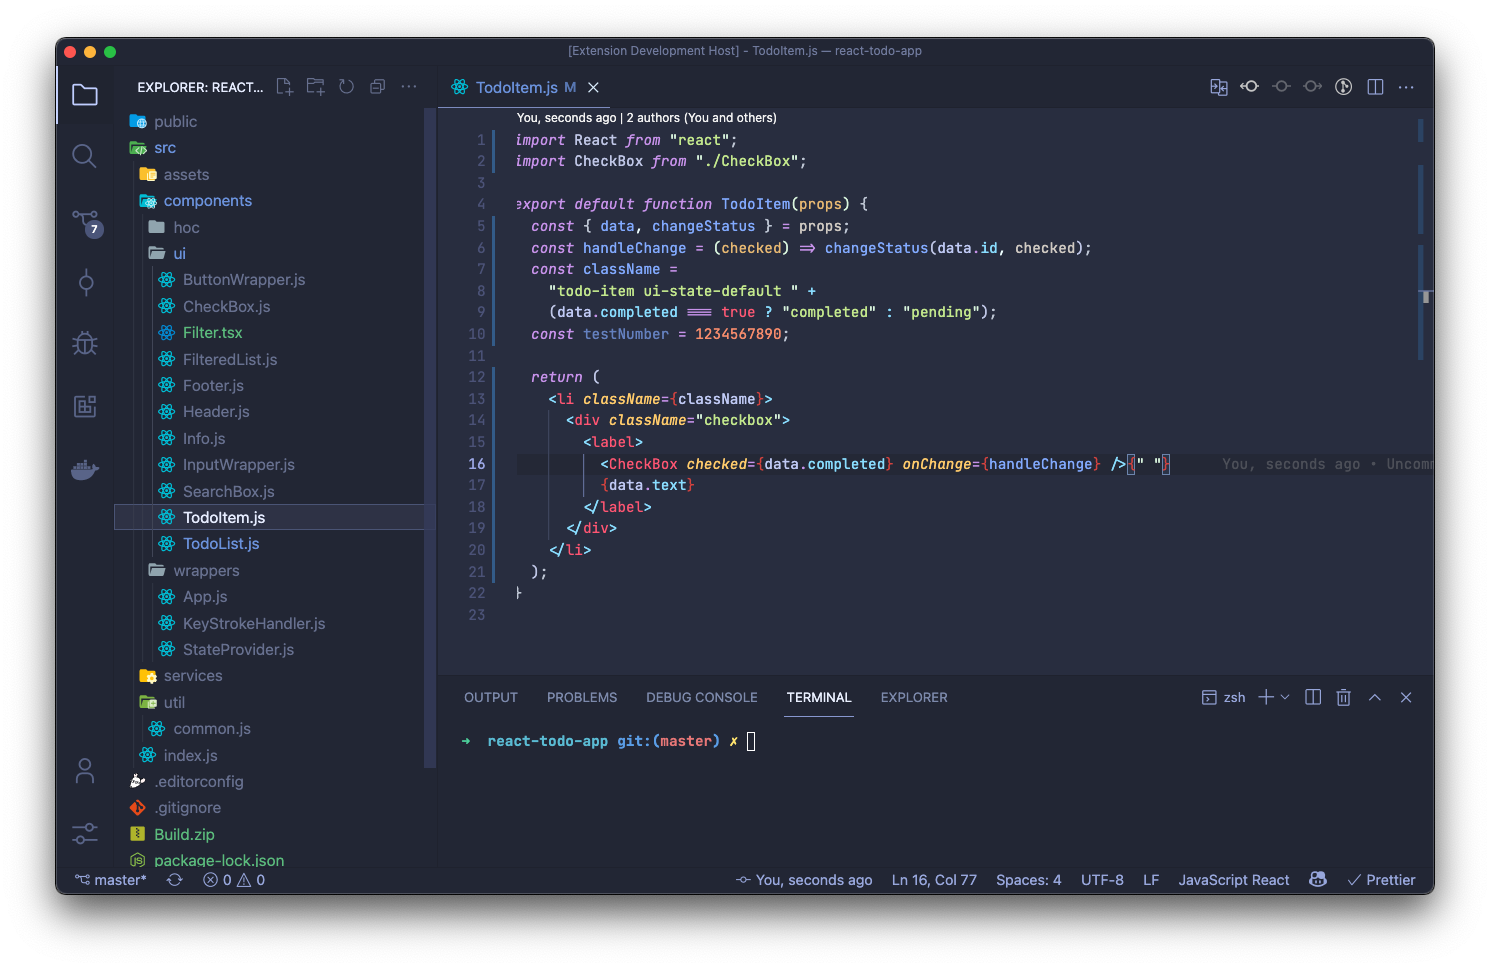 [Extension Development Host] - TodoItem.js — react-todo-app
EXPLORER: REACT...
public
src
assets
components
hoc
ui
ButtonWrapper.js
CheckBox.js
Filter.tsx
FilteredList.js
Footer.js
Header.js
Info.js
InputWrapper.js
SearchBox.js
TodoItem.js
TodoList.js
wrappers
App.js
KeyStrokeHandler.js
StateProvider.js
services
util
common.js
index.js
.editorconfig
.gitignore
Build.zip
package-lock.json
7
TodoItem.js M
You, seconds ago | 2 authors (You and others)
1 import React from "react";
2 import CheckBox from "./CheckBox";
3
4 export default function TodoItem(props) {
5 const { data, changeStatus } = props;
6 const handleChange = (checked) => changeStatus(data.id, checked);
7 const className =
8 "todo-item ui-state-default " +
9 (data.completed === true ? "completed" : "pending");
10 const testNumber = 1234567890;
11
12 return (
13 <li className={className}>
14 <div className="checkbox">
15 <label>
16 <CheckBox checked={data.completed} onChange={handleChange} />{" "} You, seconds ago • Uncomm
17 {data.text}
18 </label>
19 </div>
20 </li>
21 );
22 }
23
OUTPUT PROBLEMS DEBUG CONSOLE TERMINAL EXPLORER zsh
➜ react-todo-app git:(master) ✗
master* 0 0 You, seconds ago Ln 16, Col 77 Spaces: 4 UTF-8 LF JavaScript React Prettier